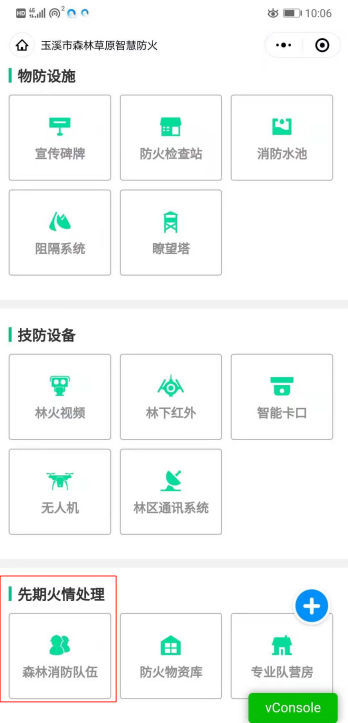 HD 4G 2 10:06
玉溪市森林草原智慧防火
物防设施
宣传碑牌 防火检查站 消防水池
阻隔系统 瞭望塔
技防设备
林火视频 林下红外 智能卡口
无人机 林区通讯系统
先期火情处理
森林消防队伍 防火物资库 专业队营房
vConsole